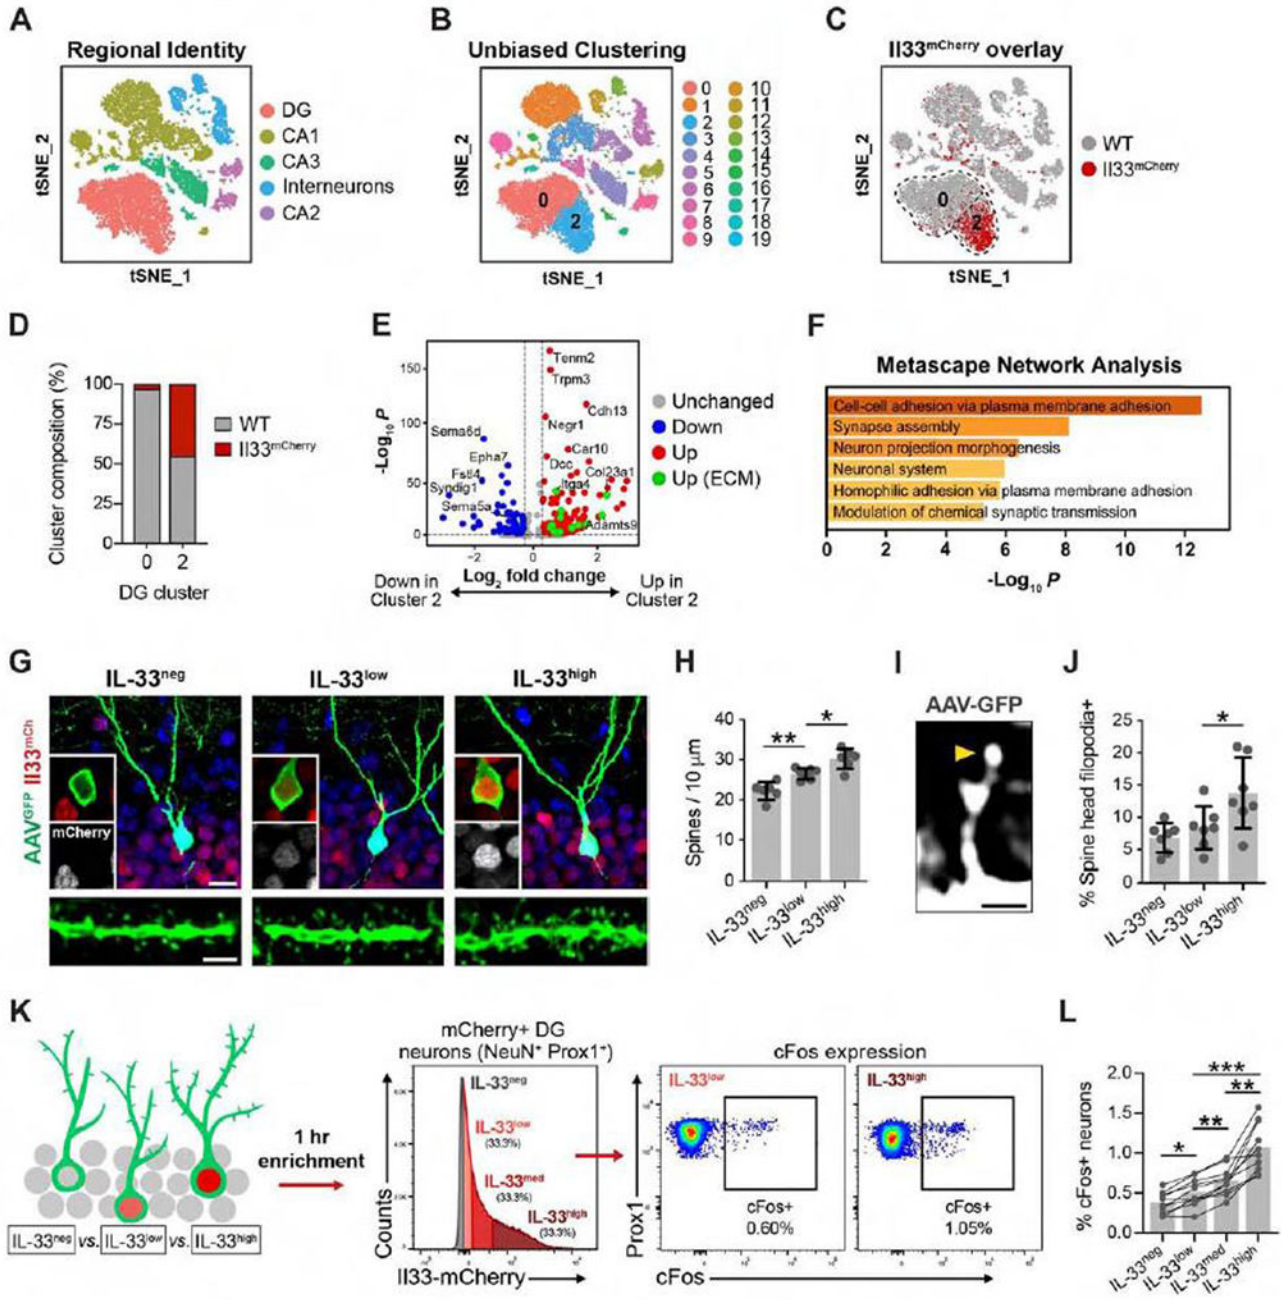 A
Regional Identity
tSNE_2
tSNE_1
DG
CA1
CA3
Interneurons
CA2
B
Unbiased Clustering
tSNE_2
0
2
tSNE_1
0 10
1 11
2 12
3 13
4 14
5 15
6 16
7 17
8 18
9 19
C
Il33mCherry overlay
tSNE_2
0
2
tSNE_1
WT
Il33mCherry
D
Cluster composition (%)
100
75
50
25
0
0 2
DG cluster
WT
Il33mCherry
E
-Log10 P
150
100
50
0
Tenm2
Trpm3
Cdh13
Negr1
Sema6d
Car10
Epha7
Dcc
Col23a1
Fstl4
Itga4
Syndig1
Sema5a
Adamts9
-2 0 2
Log2 fold change
Down in
Cluster 2
Up in
Cluster 2
Unchanged
Down
Up
Up (ECM)
F
Metascape Network Analysis
Cell-cell adhesion via plasma membrane adhesion
Synapse assembly
Neuron projection morphogenesis
Neuronal system
Homophilic adhesion via plasma membrane adhesion
Modulation of chemical synaptic transmission
0 2 4 6 8 10 12
-Log10 P
G
AAVGFP Il33mCh
IL-33neg
IL-33low
IL-33high
mCherry
H
Spines / 10 µm
40
30
20
10
0
**
*
IL-33neg
IL-33low
IL-33high
I
AAV-GFP
J
% Spine head filopodia+
25
20
15
10
5
0
*
IL-33neg
IL-33low
IL-33high
K
IL-33neg vs. IL-33low vs. IL-33high
1 hr
enrichment
mCherry+ DG
neurons (NeuN+ Prox1+)
Counts
IL-33neg
IL-33low
(33.3%)
IL-33med
(33.3%)
IL-33high
(33.3%)
Il33-mCherry
cFos expression
Prox1
IL-33low
cFos+
0.60%
IL-33high
cFos+
1.05%
cFos
L
% cFos+ neurons
2.0
1.5
1.0
0.5
0.0
***
**
**
*
IL-33neg
IL-33low
IL-33med
IL-33high